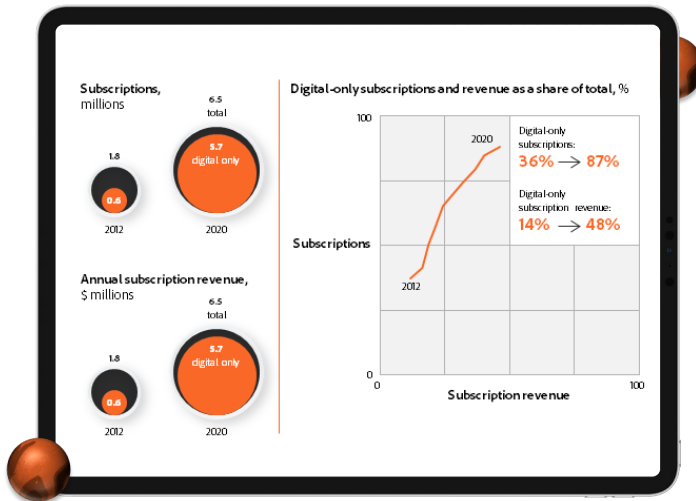 Subscriptions,
millions
6.5
total
1.8
5.7
digital only
0.6
2012
2020
Annual subscription revenue,
$ millions
6.5
total
1.8
5.7
digital only
0.6
2012
2020
Digital-only subscriptions and revenue as a share of total, %
100
2020
Digital-only
subscriptions:
36% → 87%
Digital-only
subscription revenue:
14% → 48%
Subscriptions
2012
0
0
100
Subscription revenue